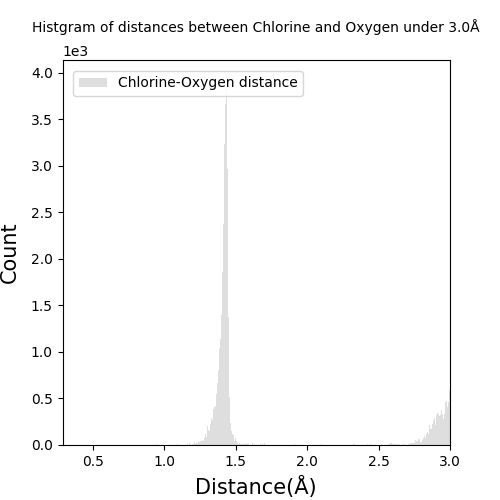 Histgram of distances between Chlorine and Oxygen under 3.0Å
1e3
Chlorine-Oxygen distance
4.0
3.5
3.0
2.5
2.0
1.5
1.0
0.5
0.0
Count
0.5 1.0 1.5 2.0 2.5 3.0
Distance(Å)